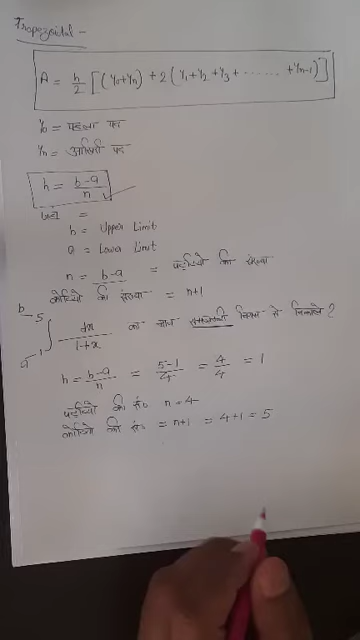 Trapezoidal -
A = h/2 [(y₀+yₙ) + 2(y₁+y₂+y₃+.......+yₙ₋₁)]
y₀ = पहला पद
yₙ = आखिरी पद
h = b-a/n
जहाँ =
b = Upper Limit
a = Lower Limit
n = b-a = पट्टियों की संख्या
कोटियों की संख्या = n+1
b 5
a 1 ∫ dx/1+x का मान नियम से निकालो ?
h = b-a/n = 5-1/4 = 4/4 = 1
पट्टियों की सं० n = 4
कोटियों की सं० = n+1 = 4+1 = 5